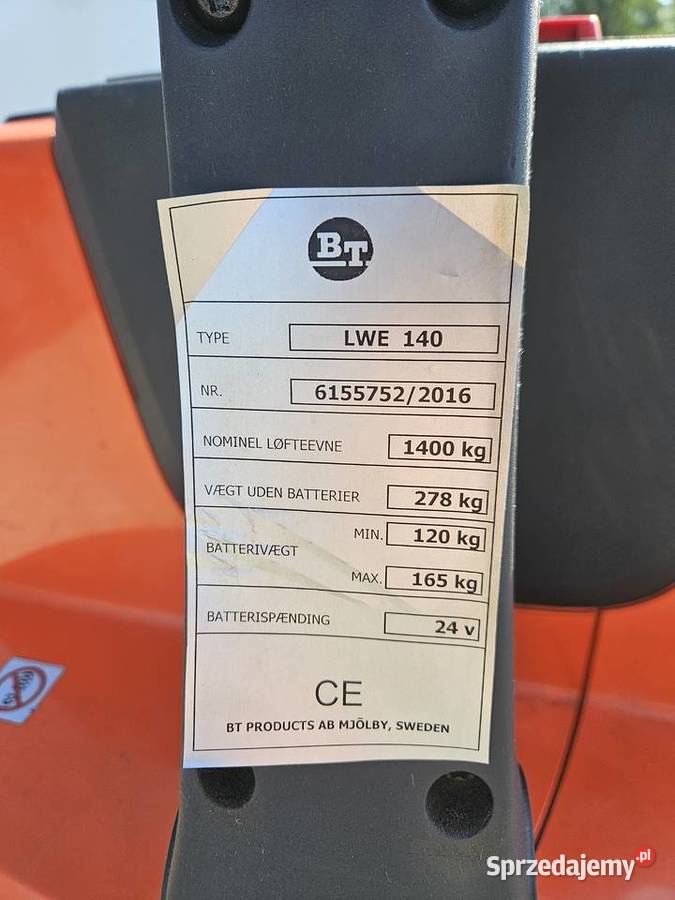 BT
TYPE LWE 140
NR. 6155752/2016
NOMINEL LØFTEEVNE 1400 kg
VÆGT UDEN BATTERIER 278 kg
BATTERIVÆGT MIN. 120 kg
MAX. 165 kg
BATTERISPÆNDING 24 v
CE
BT PRODUCTS AB MJÖLBY, SWEDEN
Sprzedajemy.pl